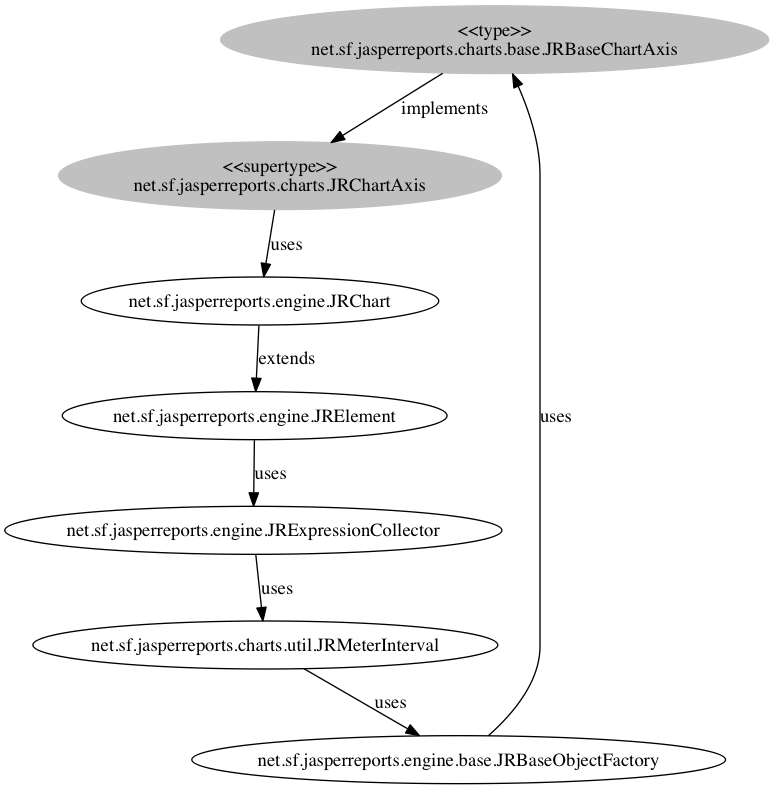 <<type>>
net.sf.jasperreports.charts.base.JRBaseChartAxis
implements
<<supertype>>
net.sf.jasperreports.charts.JRChartAxis
uses
net.sf.jasperreports.engine.JRChart
extends
net.sf.jasperreports.engine.JRElement
uses
uses
net.sf.jasperreports.engine.JRExpressionCollector
uses
net.sf.jasperreports.charts.util.JRMeterInterval
uses
net.sf.jasperreports.engine.base.JRBaseObjectFactory